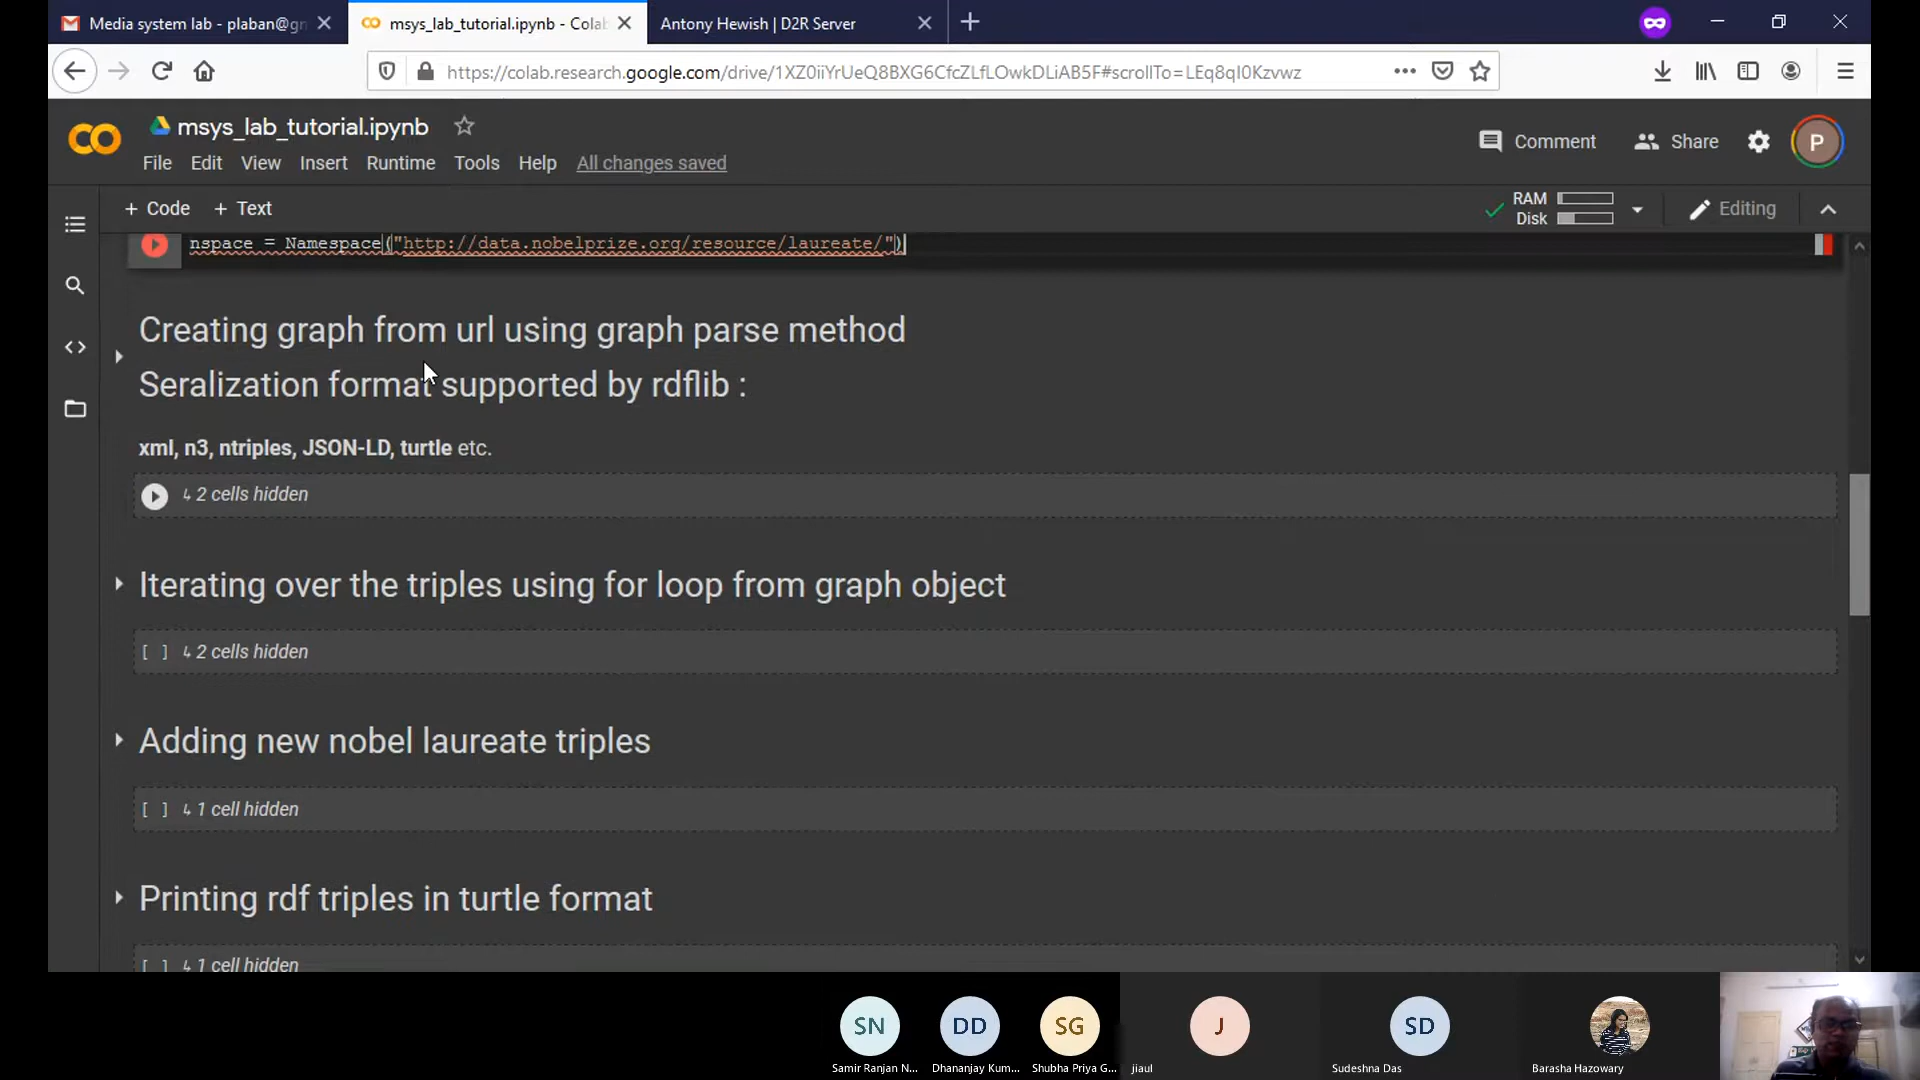 Media system lab - plaban@gm
msys_lab_tutorial.ipynb - Colab
Antony Hewish | D2R Server
https://colab.research.google.com/drive/1XZ0iiYrUeQ8BXG6CfcZLfLOwkDLiAB5F#scrollTo=LEq8qI0Kzvwz
msys_lab_tutorial.ipynb
Comment
Share
P
File Edit View Insert Runtime Tools Help All changes saved
+ Code + Text
RAM
Disk
Editing
nspace = Namespace("http://data.nobelprize.org/resource/laureate/")
Creating graph from url using graph parse method
Seralization format supported by rdflib :
xml, n3, ntriples, JSON-LD, turtle etc.
↳ 2 cells hidden
Iterating over the triples using for loop from graph object
[ ] ↳ 2 cells hidden
Adding new nobel laureate triples
[ ] ↳ 1 cell hidden
Printing rdf triples in turtle format
[ ] ↳ 1 cell hidden
SN
DD
SG
J
SD
Samir Ranjan N...
Dhananjay Kum...
Shubha Priya G...
jiaul
Sudeshna Das
Barasha Hazowary